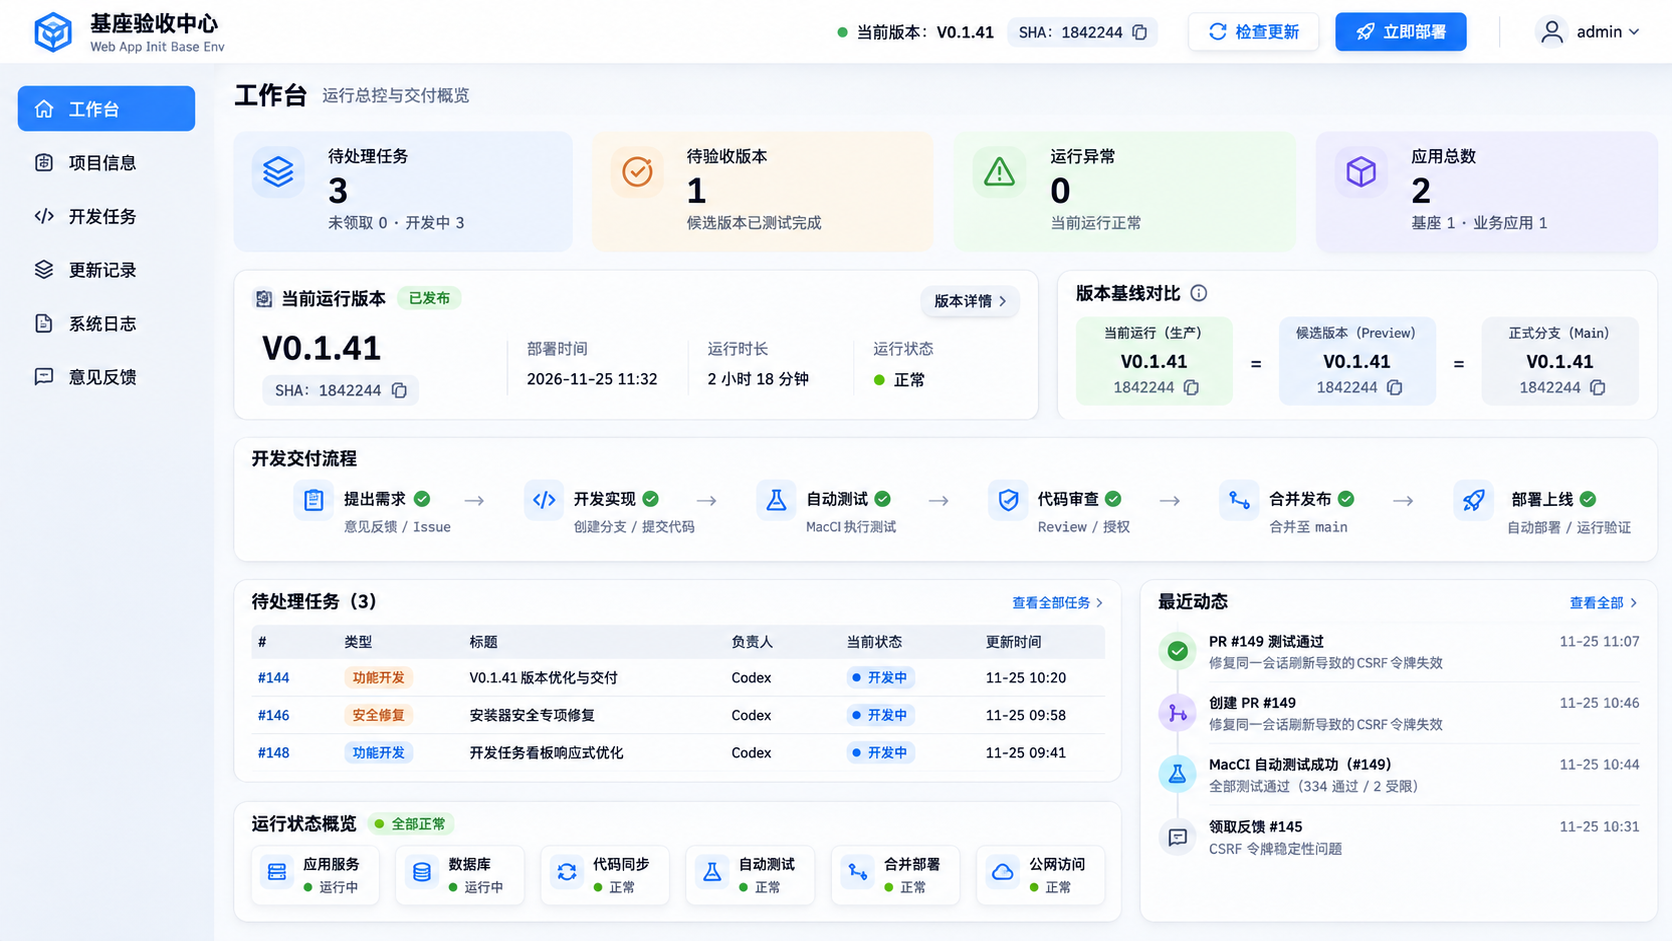 基座验收中心
Web App Init Base Env
当前版本： V0.1.41
SHA: 1842244
检查更新
立即部署
admin
工作台
项目信息
开发任务
更新记录
系统日志
意见反馈
工作台 运行总控与交付概览
待处理任务
3
未领取 0 · 开发中 3
待验收版本
1
候选版本已测试完成
运行异常
0
当前运行正常
应用总数
2
基座 1 · 业务应用 1
当前运行版本 已发布
版本详情
V0.1.41
SHA: 1842244
部署时间
2026-11-25 11:32
运行时长
2 小时 18 分钟
运行状态
正常
版本基线对比
当前运行（生产）
V0.1.41
1842244
=
候选版本（Preview）
V0.1.41
1842244
=
正式分支（Main）
V0.1.41
1842244
开发交付流程
提出需求
意见反馈 / Issue
开发实现
创建分支 / 提交代码
自动测试
MacCI 执行测试
代码审查
Review / 授权
合并发布
合并至 main
部署上线
自动部署 / 运行验证
待处理任务（3）
查看全部任务
# 类型 标题 负责人 当前状态 更新时间
#144 功能开发 V0.1.41 版本优化与交付 Codex 开发中 11-25 10:20
#146 安全修复 安装器安全专项修复 Codex 开发中 11-25 09:58
#148 功能开发 开发任务看板响应式优化 Codex 开发中 11-25 09:41
运行状态概览 全部正常
应用服务
运行中
数据库
运行中
代码同步
正常
自动测试
正常
合并部署
正常
公网访问
正常
最近动态
查看全部
PR #149 测试通过 11-25 11:07
修复同一会话刷新导致的 CSRF 令牌失效
创建 PR #149 11-25 10:46
修复同一会话刷新导致的 CSRF 令牌失效
MacCI 自动测试成功（#149） 11-25 10:44
全部测试通过（334 通过 / 2 受限）
领取反馈 #145 11-25 10:31
CSRF 令牌稳定性问题